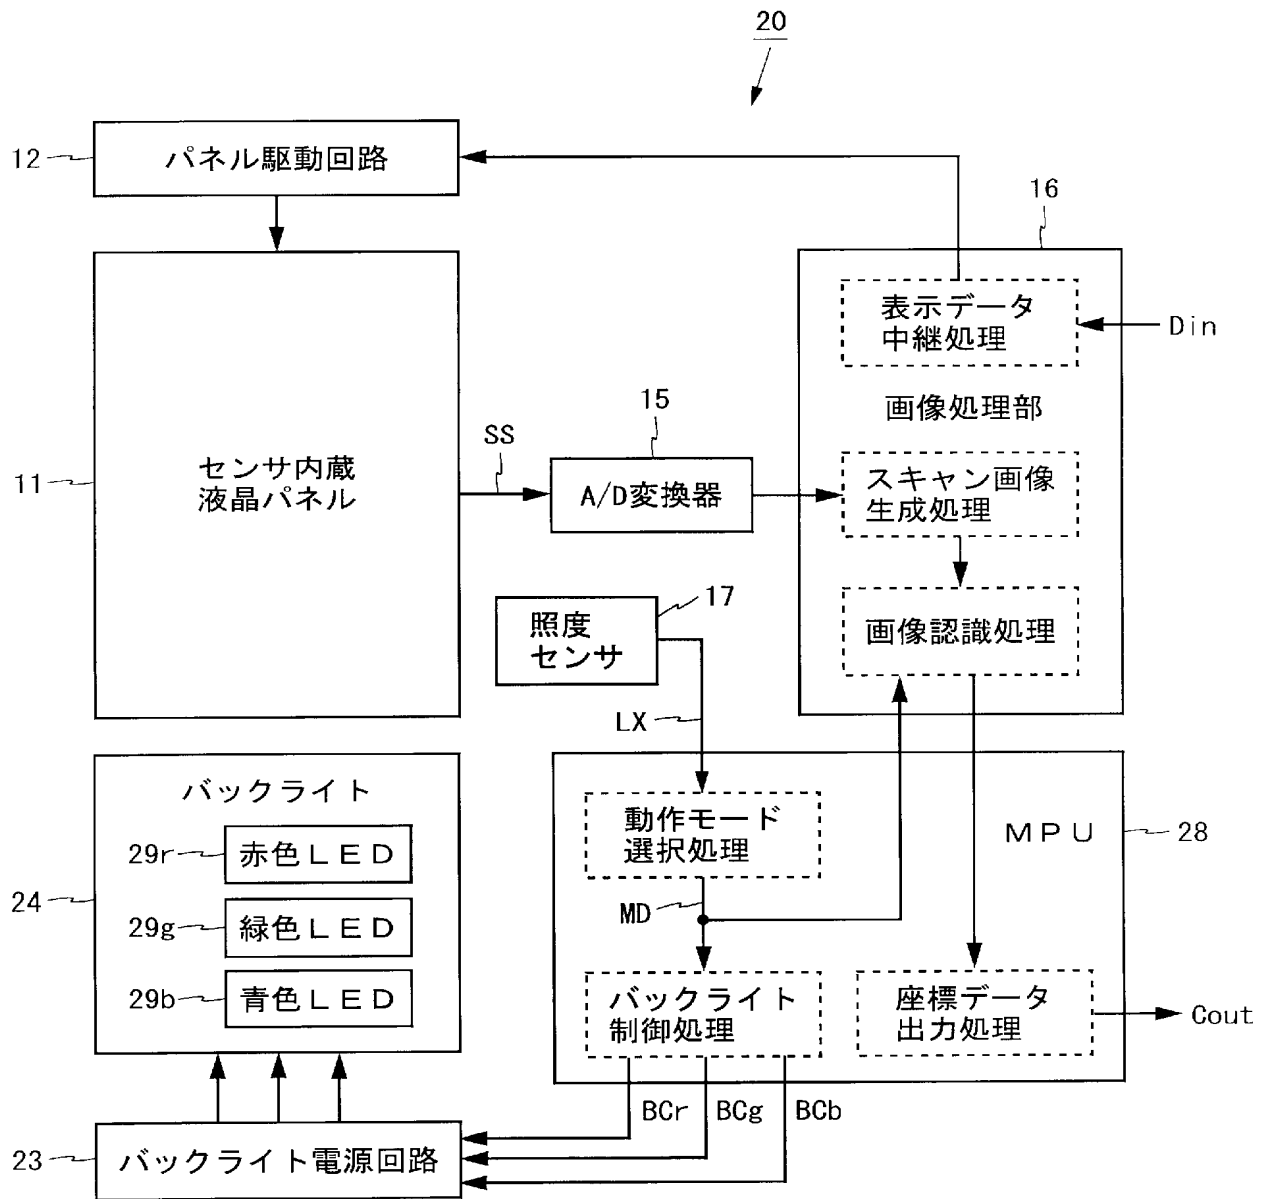 20
12
パネル駆動回路
16
表示データ
中継処理
Din
画像処理部
11
センサ内蔵
液晶パネル
SS
15
A/D変換器
スキャン画像
生成処理
17
照度
センサ
画像認識処理
LX
24
バックライト
29r
赤色LED
29g
緑色LED
29b
青色LED
動作モード
選択処理
MPU
28
MD
バックライト
制御処理
座標データ
出力処理
Cout
BCr
BCg
BCb
23
バックライト電源回路